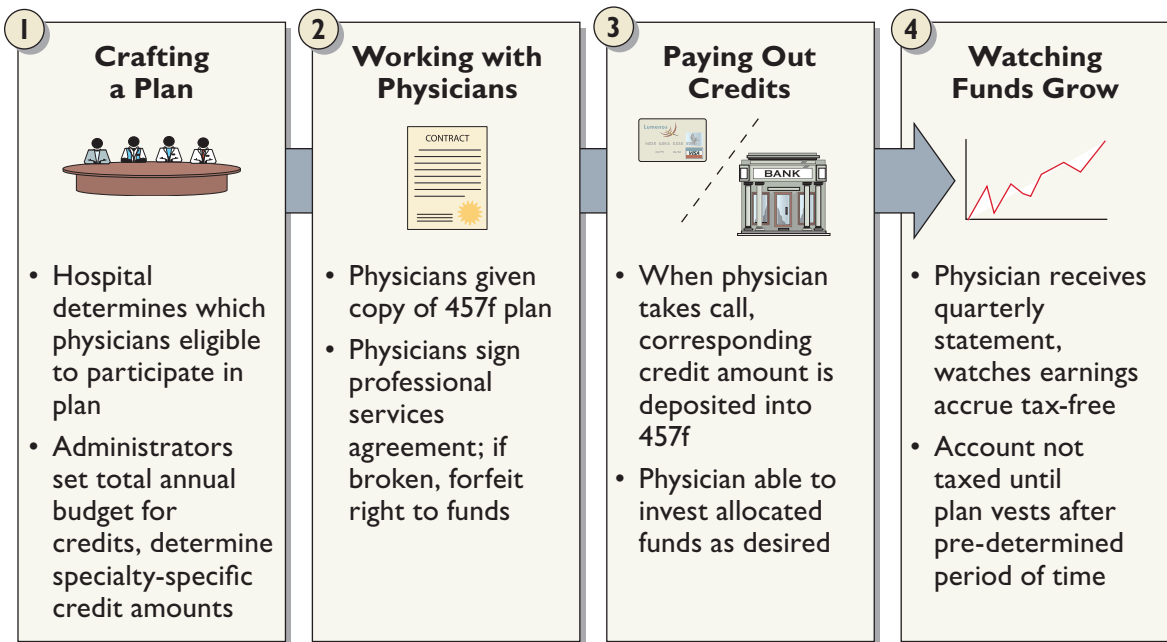 1
Crafting
a Plan
• Hospital
determines which
physicians eligible
to participate in
plan
• Administrators
set total annual
budget for
credits, determine
specialty-specific
credit amounts
2
Working with
Physicians
CONTRACT
• Physicians given
copy of 457f plan
• Physicians sign
professional
services
agreement; if
broken, forfeit
right to funds
3
Paying Out
Credits
VISA
BANK
• When physician
takes call,
corresponding
credit amount is
deposited into
457f
• Physician able to
invest allocated
funds as desired
4
Watching
Funds Grow
• Physician receives
quarterly
statement,
watches earnings
accrue tax-free
• Account not
taxed until
plan vests after
pre-determined
period of time